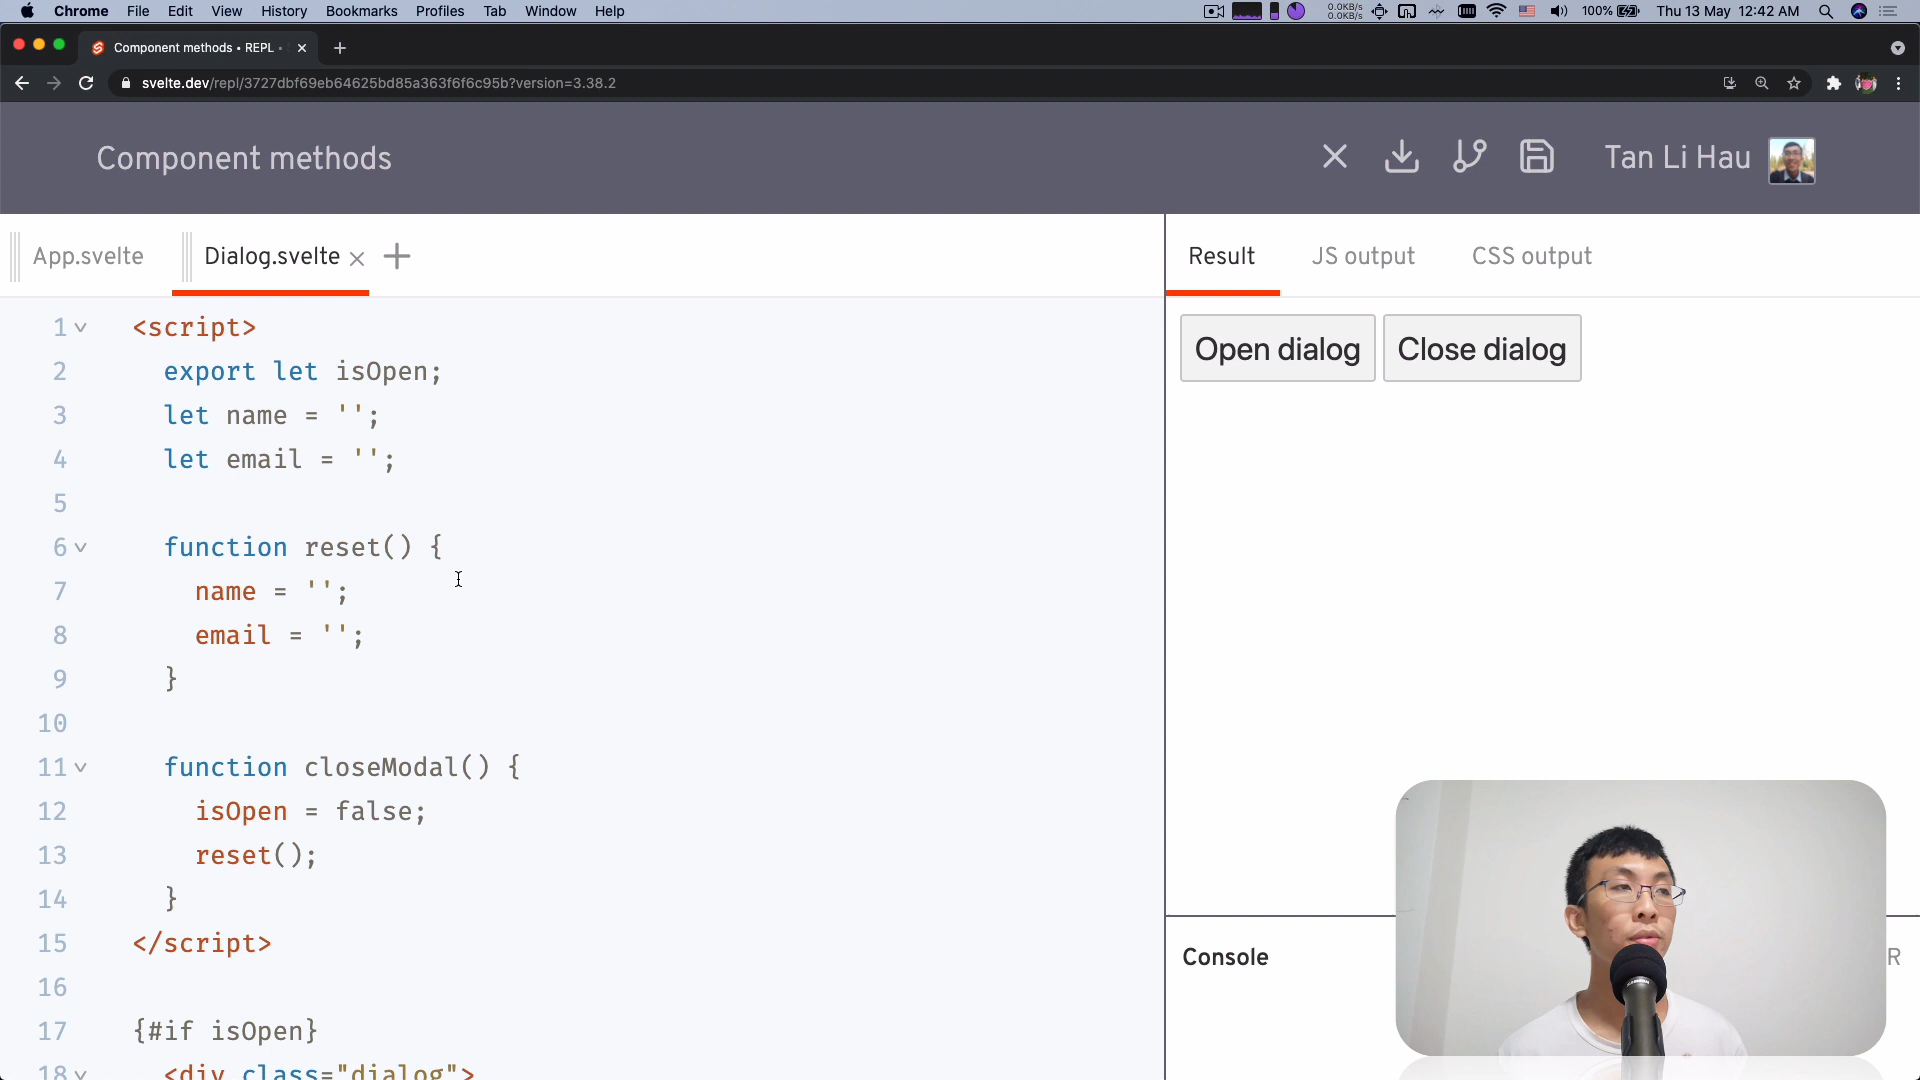 Chrome File Edit View History Bookmarks Profiles Tab Window Help 0.0KB/s 0.0KB/s 100% Thu 13 May 12:42 AM
Component methods • REPL •
svelte.dev/repl/3727dbf69eb64625bd85a363f6f6c95b?version=3.38.2
Component methods Tan Li Hau
App.svelte Dialog.svelte
Result JS output CSS output
Open dialog Close dialog
1 <script>
2 export let isOpen;
3 let name = '';
4 let email = '';
5
6 function reset() {
7 name = '';
8 email = '';
9 }
10
11 function closeModal() {
12 isOpen = false;
13 reset();
14 }
15 </script>
16
17 {#if isOpen}
18 <div class="dialog">
Console
R